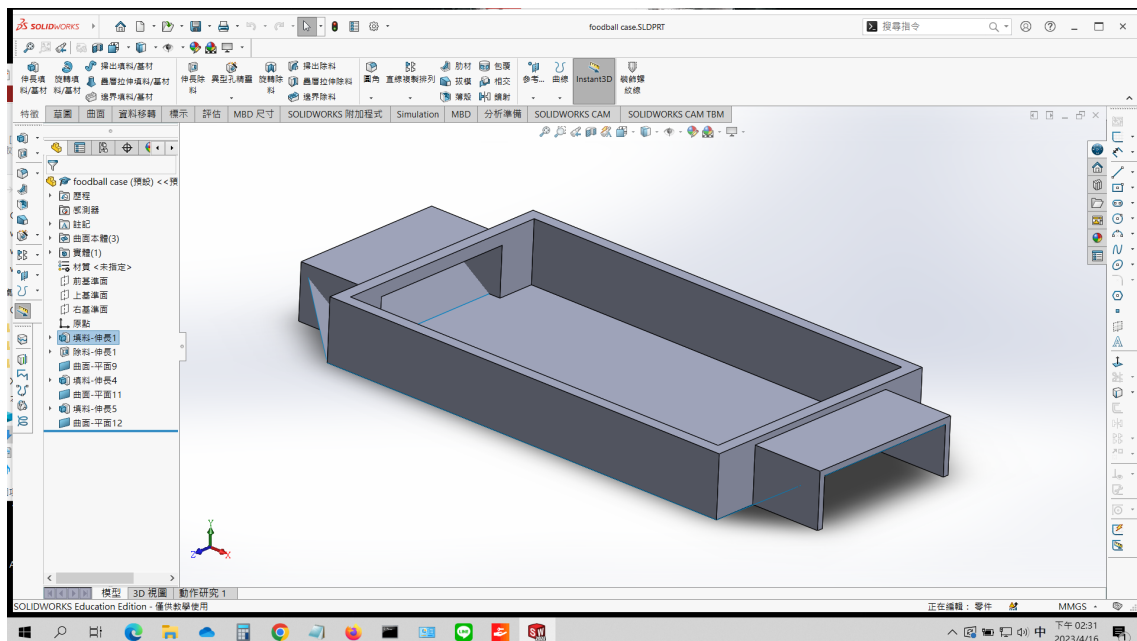 SOLIDWORKS
foodball case.SLDPRT
搜尋指令
伸長填料/基材
旋轉填料/基材
掃出填料/基材
疊層拉伸填料/基材
邊界填料/基材
伸長除料
異型孔精靈
旋轉除料
掃出除料
疊層拉伸除料
邊界除料
圓角
直線複製排列
肋材
拔模
薄殼
包覆
相交
鏡射
參考...
曲線
Instant3D
裝飾螺紋線
特徵 草圖 曲面 資料移轉 標示 評估 MBD 尺寸 SOLIDWORKS 附加程式 Simulation MBD 分析準備 SOLIDWORKS CAM SOLIDWORKS CAM TBM
foodball case (預設) <<預
歷程
感測器
註記
曲面本體(3)
實體(1)
材質 <未指定>
前基準面
上基準面
右基準面
原點
填料-伸長1
除料-伸長1
曲面-平面9
填料-伸長4
曲面-平面11
填料-伸長5
曲面-平面12
Y
Z X
模型 3D 視圖 動作研究 1
SOLIDWORKS Education Edition - 僅供教學使用
正在編輯：零件
MMGS
中
下午 02:31
2023/4/16